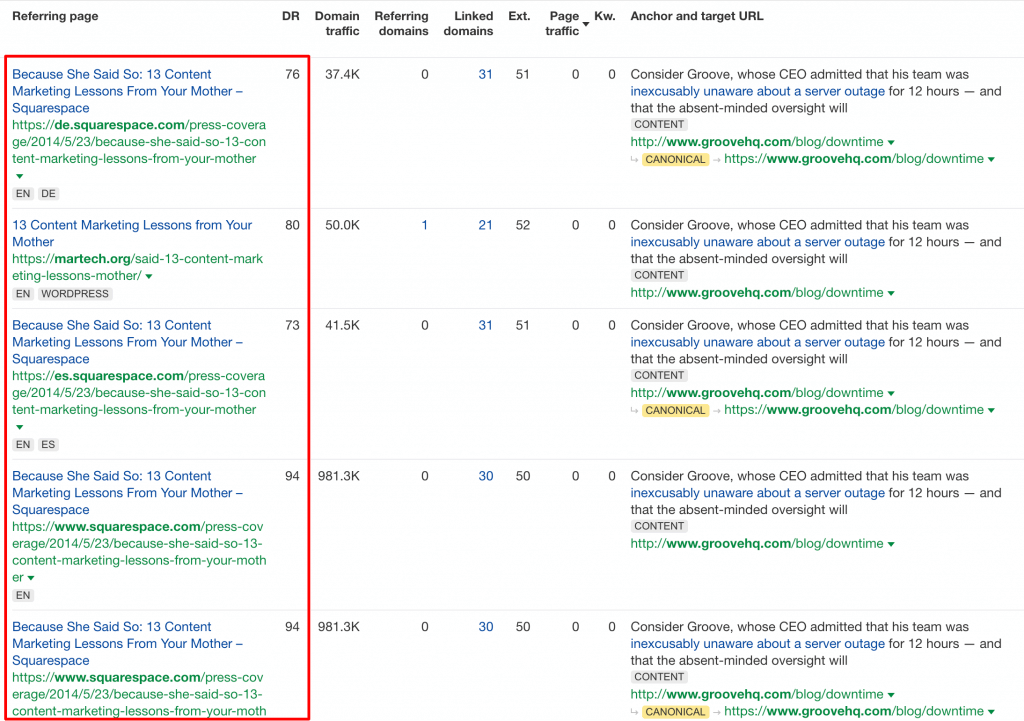 Referring page DR Domain traffic Referring domains Linked domains Ext. Page traffic Kw. Anchor and target URL
Because She Said So: 13 Content 76 37.4K 0 31 51 0 0 Consider Groove, whose CEO admitted that his team was
Marketing Lessons From Your Mother – inexcusably unaware about a server outage for 12 hours — and
Squarespace that the absent-minded oversight will
https://de.squarespace.com/press-covera CONTENT
ge/2014/5/23/because-she-said-so-13-con http://www.groovehq.com/blog/downtime
tent-marketing-lessons-from-your-mother CANONICAL → https://www.groovehq.com/blog/downtime
EN DE
13 Content Marketing Lessons from Your 80 50.0K 1 21 52 0 0 Consider Groove, whose CEO admitted that his team was
Mother inexcusably unaware about a server outage for 12 hours — and
https://martech.org/said-13-content-mark that the absent-minded oversight will
eting-lessons-mother/ CONTENT
EN WORDPRESS http://www.groovehq.com/blog/downtime
Because She Said So: 13 Content 73 41.5K 0 31 51 0 0 Consider Groove, whose CEO admitted that his team was
Marketing Lessons From Your Mother – inexcusably unaware about a server outage for 12 hours — and
Squarespace that the absent-minded oversight will
https://es.squarespace.com/press-covera CONTENT
ge/2014/5/23/because-she-said-so-13-con http://www.groovehq.com/blog/downtime
tent-marketing-lessons-from-your-mother CANONICAL → https://www.groovehq.com/blog/downtime
EN ES
Because She Said So: 13 Content 94 981.3K 0 30 50 0 0 Consider Groove, whose CEO admitted that his team was
Marketing Lessons From Your Mother – inexcusably unaware about a server outage for 12 hours — and
Squarespace that the absent-minded oversight will
https://www.squarespace.com/press-cov CONTENT
erage/2014/5/23/because-she-said-so-13- http://www.groovehq.com/blog/downtime
content-marketing-lessons-from-your-moth
er
EN
Because She Said So: 13 Content 94 981.3K 0 30 50 0 0 Consider Groove, whose CEO admitted that his team was
Marketing Lessons From Your Mother – inexcusably unaware about a server outage for 12 hours — and
Squarespace that the absent-minded oversight will
https://www.squarespace.com/press-cov CONTENT
erage/2014/5/23/because-she-said-so-13- http://www.groovehq.com/blog/downtime
content-marketing-lessons-from-your-moth CANONICAL → https://www.groovehq.com/blog/downtime